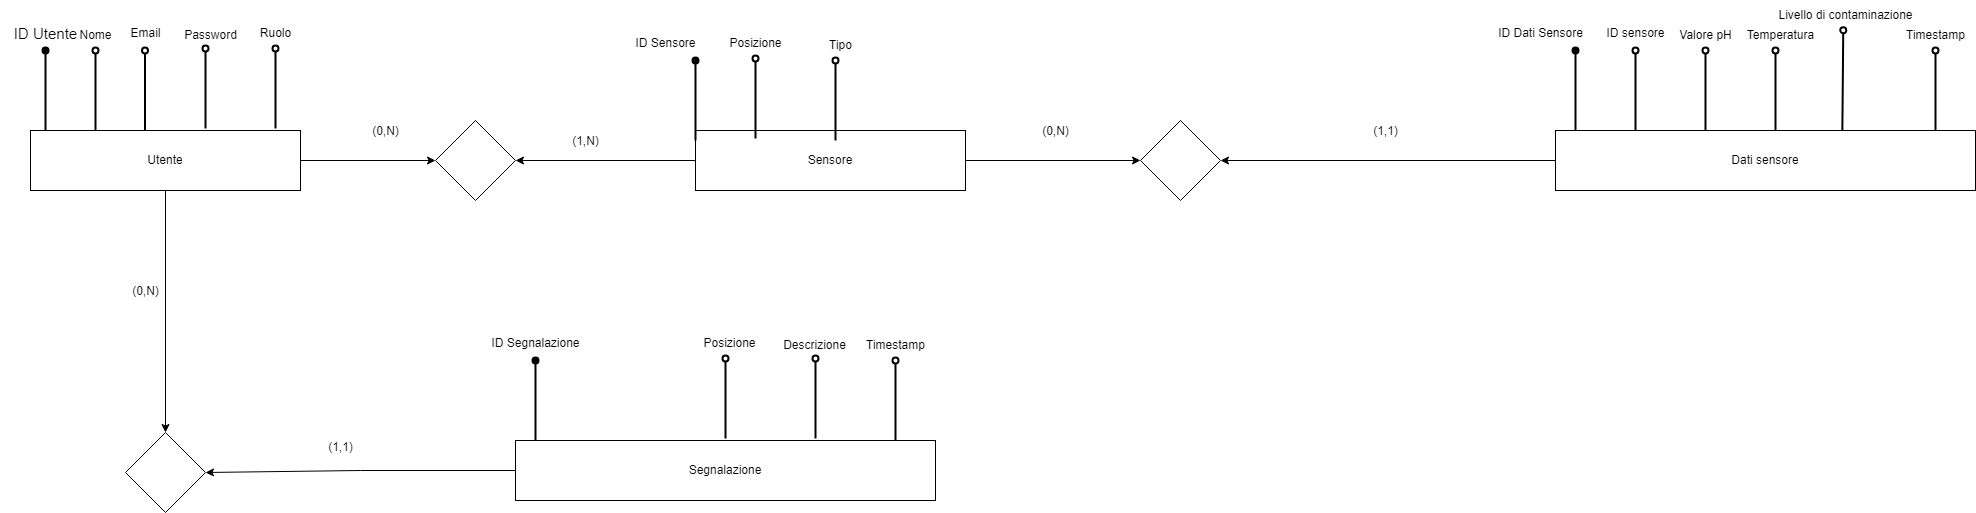 ID Utente
Nome
Email
Password
Ruolo
ID Sensore
Posizione
Tipo
ID Dati Sensore
ID sensore
Valore pH
Temperatura
Livello di contaminazione
Timestamp
(0,N)
(1,N)
(0,N)
(1,1)
Utente
Sensore
Dati sensore
(0,N)
ID Segnalazione
Posizione
Descrizione
Timestamp
(1,1)
Segnalazione